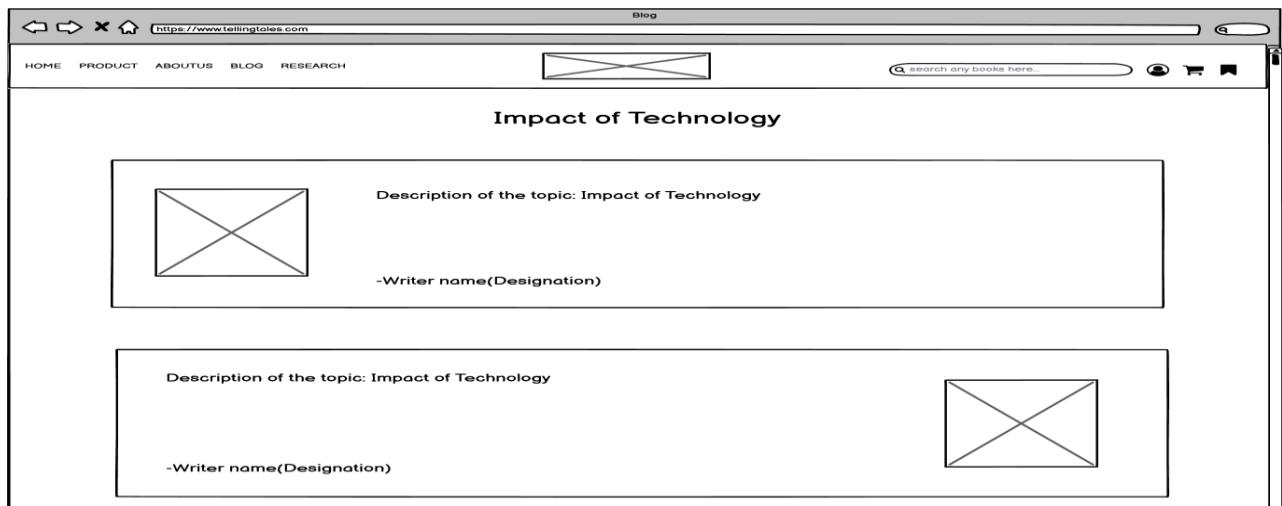 Blog
https://www.tellingtales.com
HOME PRODUCT ABOUTUS BLOG RESEARCH
search any books here...
Impact of Technology
Description of the topic: Impact of Technology
-Writer name(Designation)
Description of the topic: Impact of Technology
-Writer name(Designation)